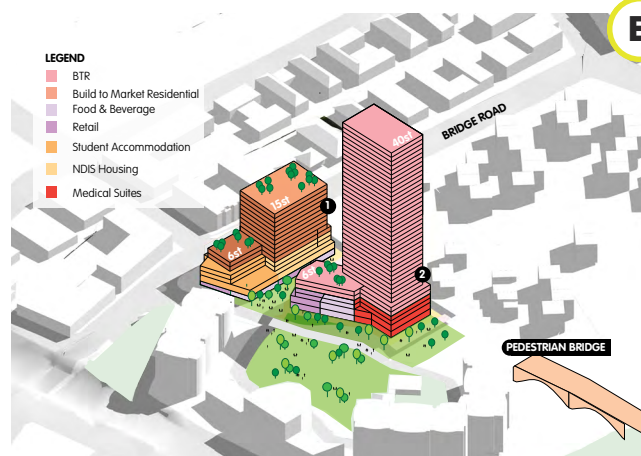 E
LEGEND
BTR
Build to Market Residential
Food & Beverage
Retail
Student Accommodation
NDIS Housing
Medical Suites
40st
BRIDGE ROAD
15st
1
6st
6st
2
PEDESTRIAN BRIDGE